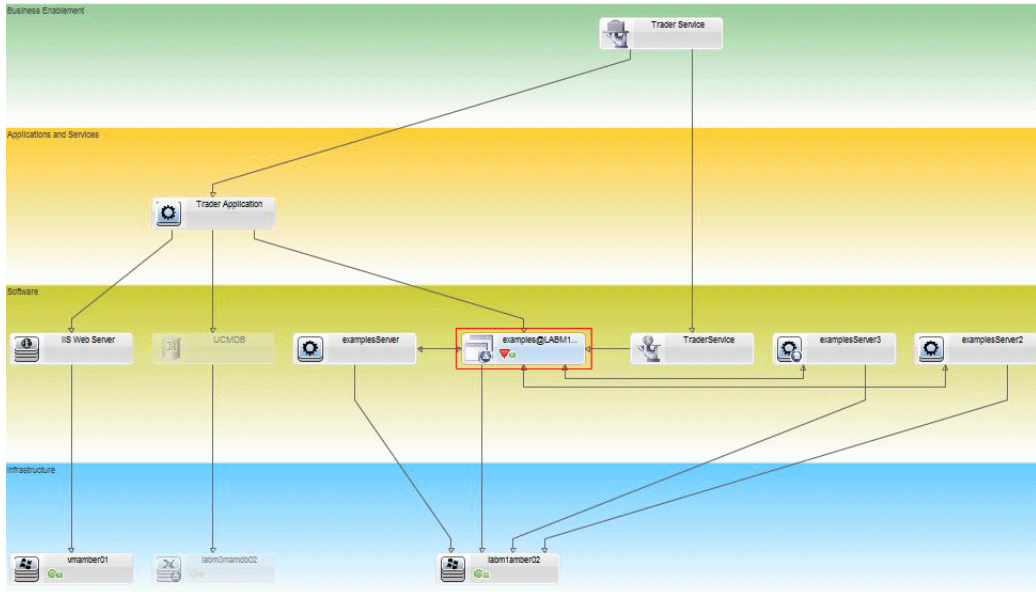 Business Enablement
Trader Service
Applications and Services
Trader Application
Software
IIS Web Server
UCMDB
examplesServer
examples@LABM1...
TraderService
examplesServer3
examplesServer2
Infrastructure
vmamber01
labm3mamdb02
labm1amber02